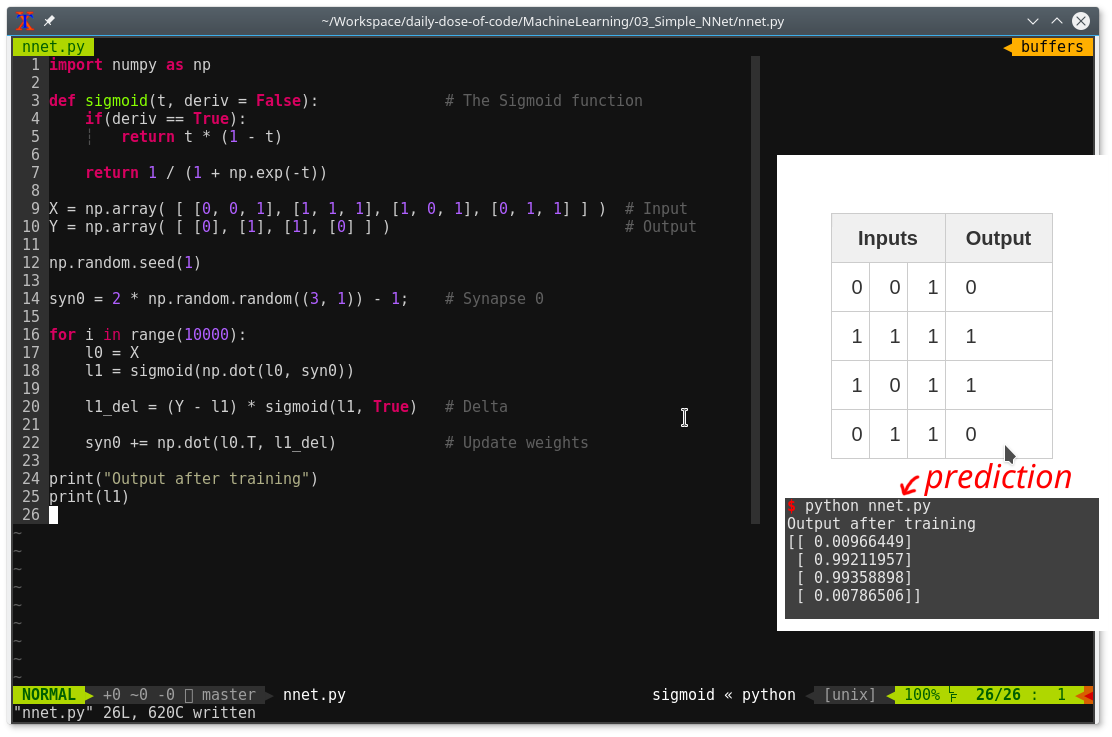 ~/Workspace/daily-dose-of-code/MachineLearning/03_Simple_NNet/nnet.py
nnet.py
buffers
1 import numpy as np
2
3 def sigmoid(t, deriv = False):              # The Sigmoid function
4     if(deriv == True):
5     ¦   return t * (1 - t)
6
7     return 1 / (1 + np.exp(-t))
8
9 X = np.array( [ [0, 0, 1], [1, 1, 1], [1, 0, 1], [0, 1, 1] ] )  # Input
10 Y = np.array( [ [0], [1], [1], [0] ] )                          # Output
11
12 np.random.seed(1)
13
14 syn0 = 2 * np.random.random((3, 1)) - 1;    # Synapse 0
15
16 for i in range(10000):
17     l0 = X
18     l1 = sigmoid(np.dot(l0, syn0))
19
20     l1_del = (Y - l1) * sigmoid(l1, True)   # Delta
21
22     syn0 += np.dot(l0.T, l1_del)            # Update weights
23
24 print("Output after training")
25 print(l1)
26
~
~
~
~
~
~
~
~
~
Inputs Output
0 0 1 0
1 1 1 1
1 0 1 1
0 1 1 0
prediction
$ python nnet.py
Output after training
[[ 0.00966449]
 [ 0.99211957]
 [ 0.99358898]
 [ 0.00786506]]
NORMAL +0 ~0 -0 master nnet.py sigmoid « python [unix] 100% 26/26 : 1
"nnet.py" 26L, 620C written